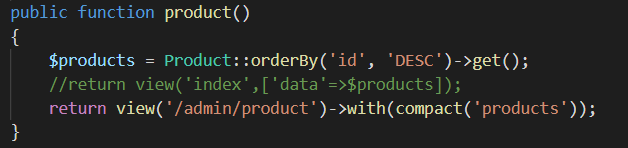 public function product()
{
    $products = Product::orderBy('id', 'DESC')->get();
    //return view('index',['data'=>$products]);
    return view('/admin/product')->with(compact('products'));
}